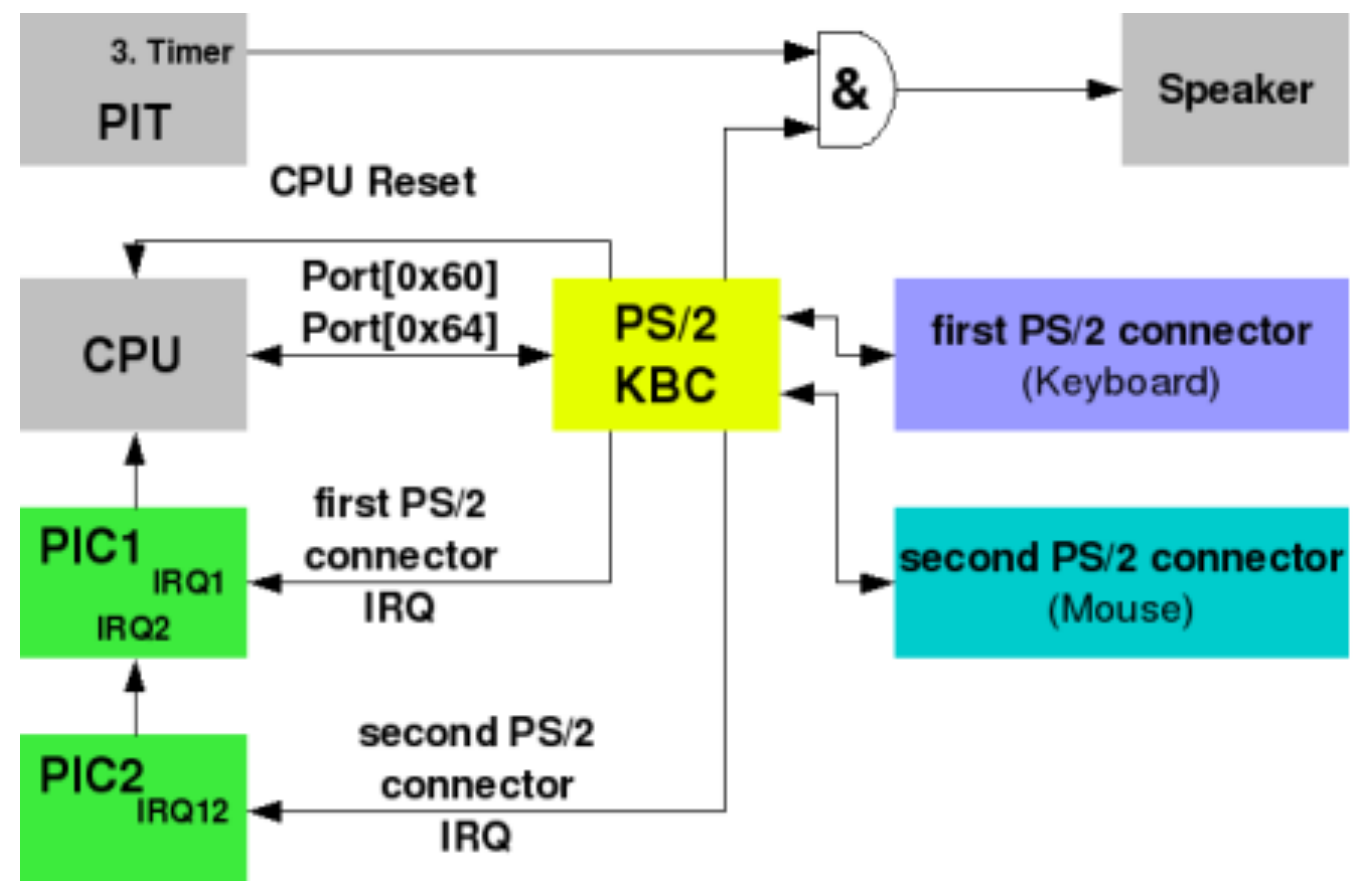 3. Timer
PIT
&
Speaker
CPU Reset
Port[0x60]
Port[0x64]
CPU
PS/2
KBC
first PS/2 connector
(Keyboard)
first PS/2
connector
IRQ
PIC1
IRQ1
IRQ2
second PS/2 connector
(Mouse)
second PS/2
connector
IRQ
PIC2
IRQ12